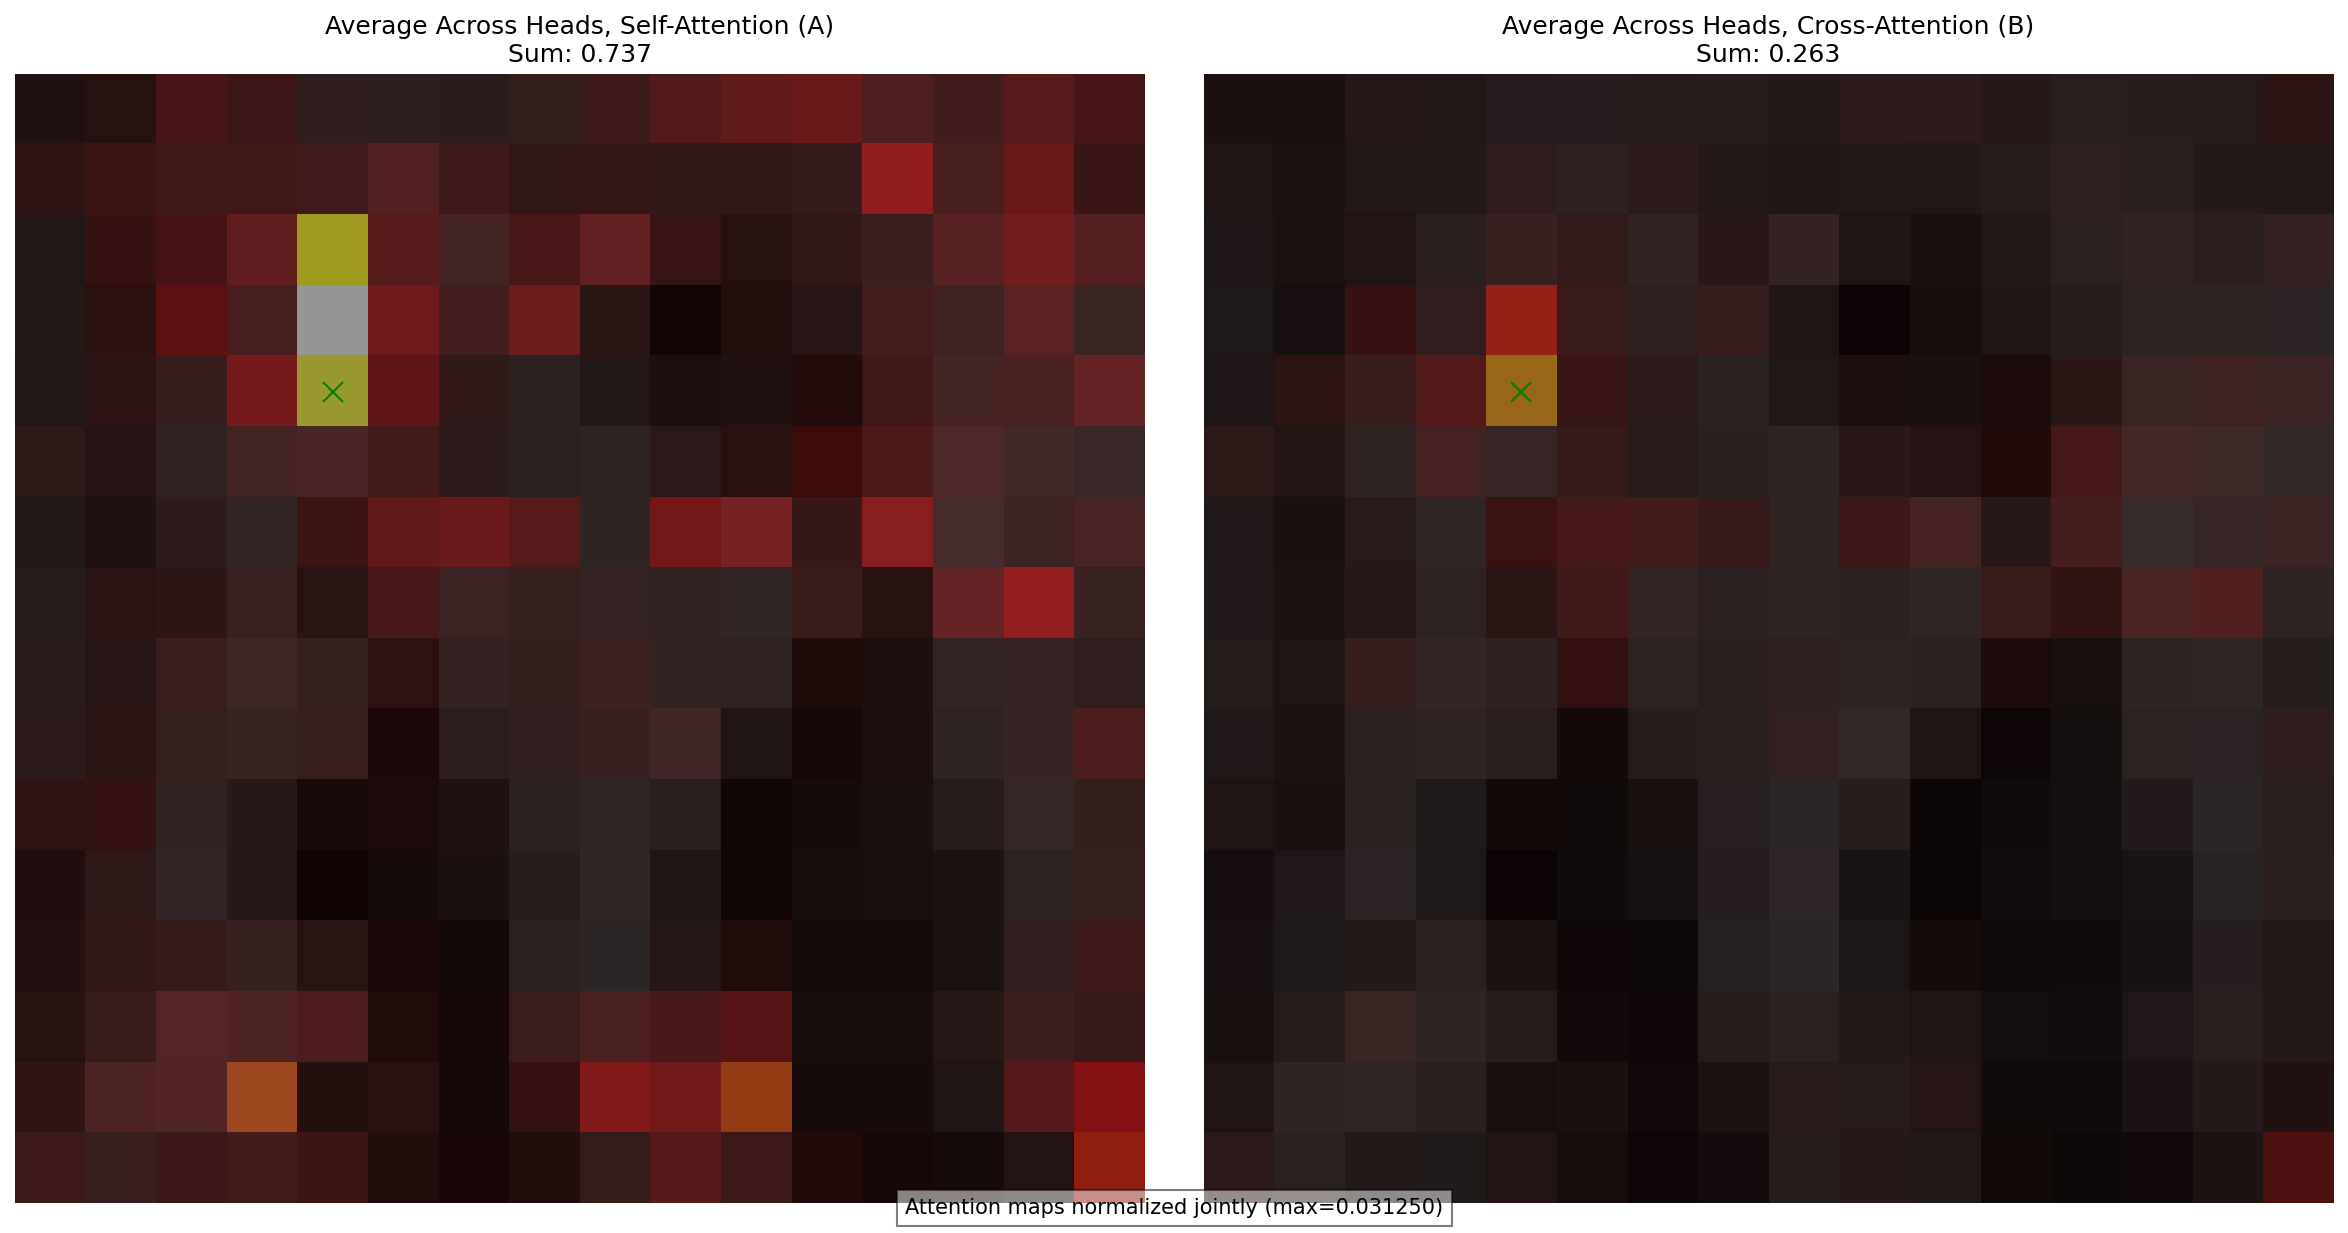 Average Across Heads, Self-Attention (A)
Sum: 0.737
Average Across Heads, Cross-Attention (B)
Sum: 0.263
Attention maps normalized jointly (max=0.031250)